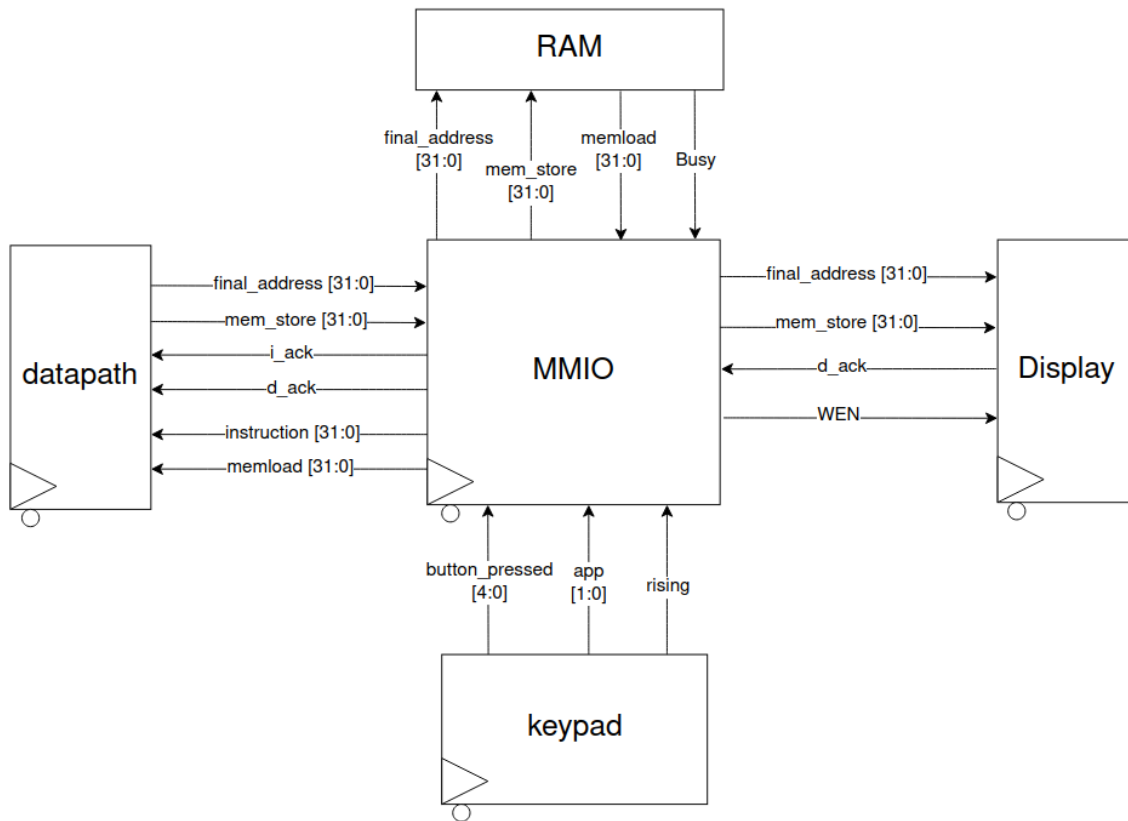 RAM
final_address
[31:0]
mem_store
[31:0]
memload
[31:0]
Busy
datapath
final_address [31:0]
mem_store [31:0]
i_ack
d_ack
instruction [31:0]
memload [31:0]
MMIO
final_address [31:0]
mem_store [31:0]
d_ack
WEN
Display
button_pressed
[4:0]
app
[1:0]
rising
keypad